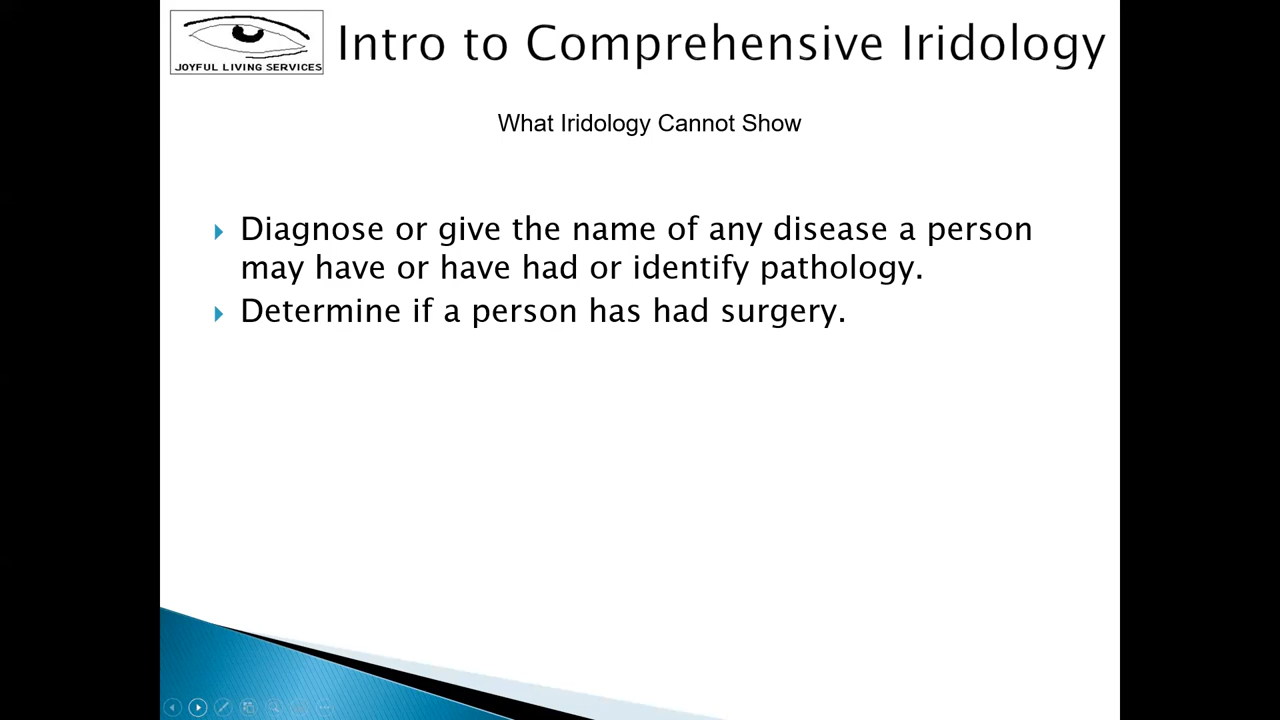 JOYFUL LIVING SERVICES
Intro to Comprehensive Iridology
What Iridology Cannot Show
Diagnose or give the name of any disease a person
may have or have had or identify pathology.
Determine if a person has had surgery.